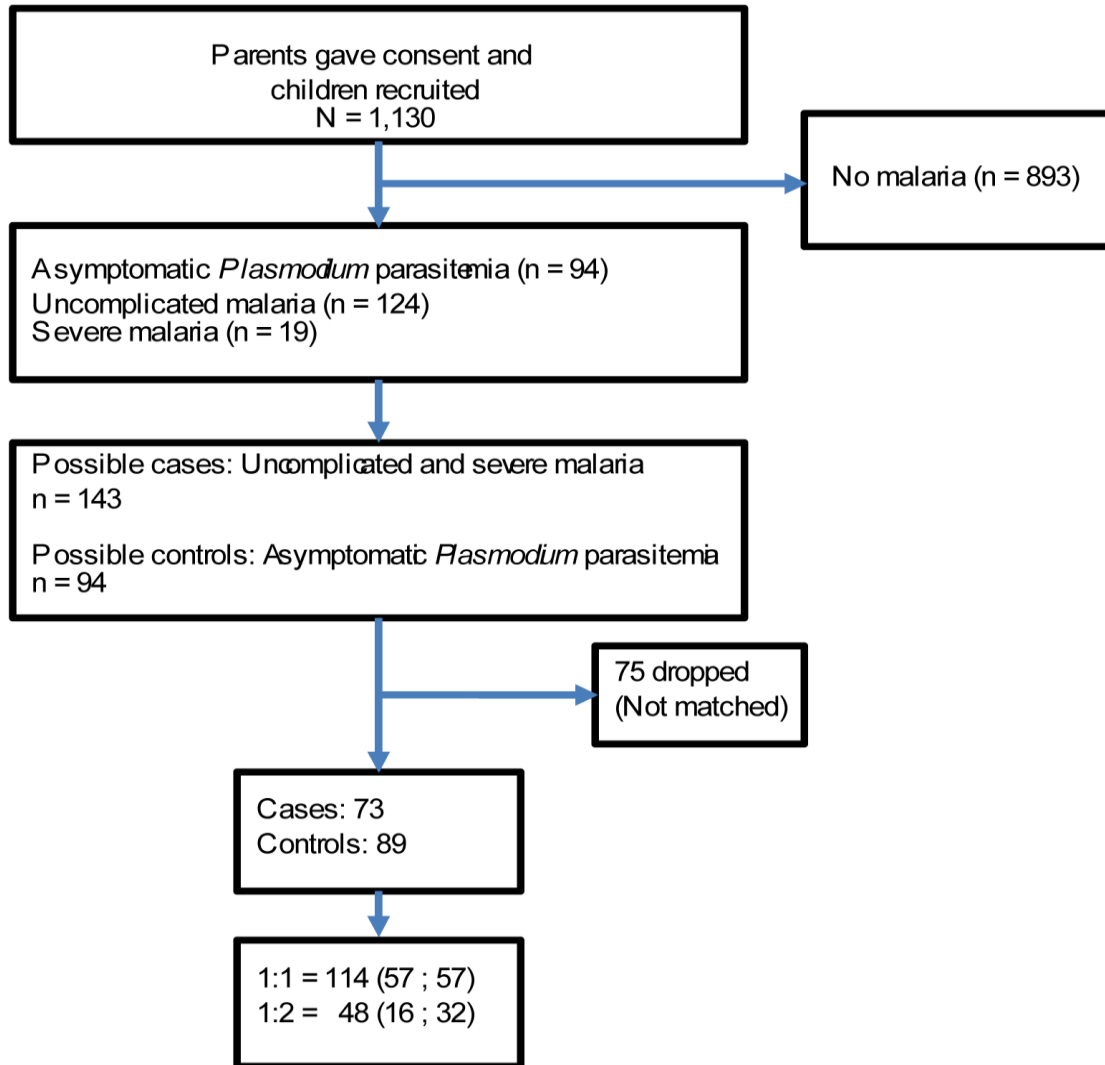 Parents gave consent and
children recruited
N = 1,130
No malaria (n = 893)
Asymptomatic Plasmodium parasitemia (n = 94)
Uncomplicated malaria (n = 124)
Severe malaria (n = 19)
Possible cases: Uncomplicated and severe malaria
n = 143
Possible controls: Asymptomatic Plasmodium parasitemia
n = 94
75 dropped
(Not matched)
Cases: 73
Controls: 89
1:1 = 114 (57 ; 57)
1:2 = 48 (16 ; 32)